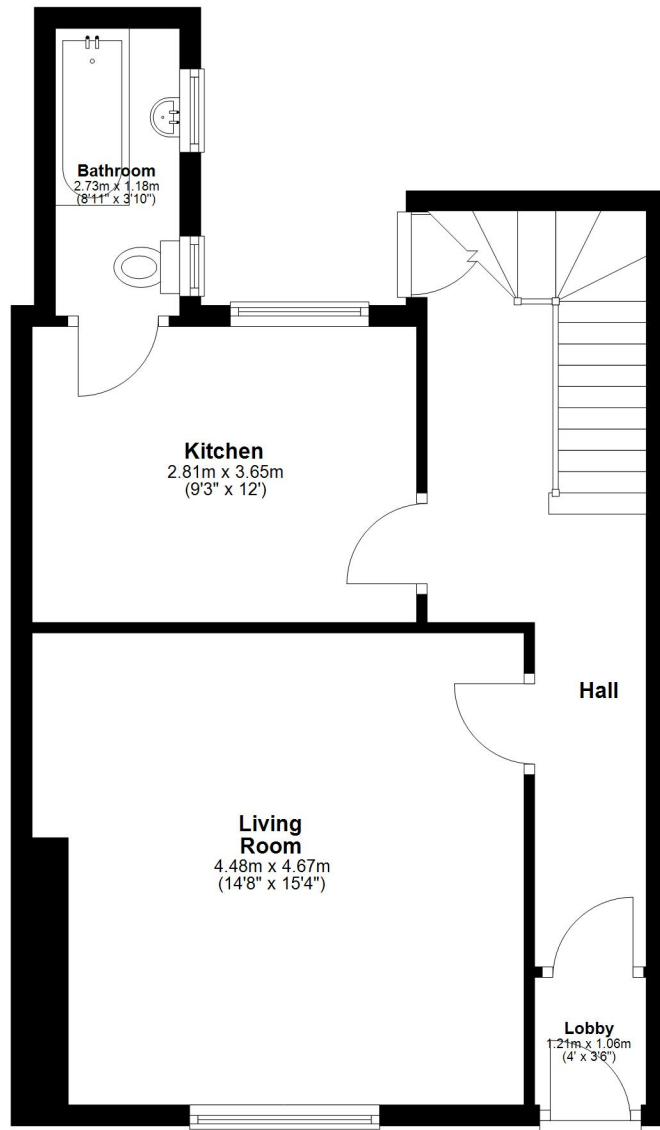 Bathroom
2.73m x 1.18m
(8'11" x 3'10")
Kitchen
2.81m x 3.65m
(9'3" x 12')
Hall
Living
Room
4.48m x 4.67m
(14'8" x 15'4")
Lobby
1.21m x 1.06m
(4' x 3'6")